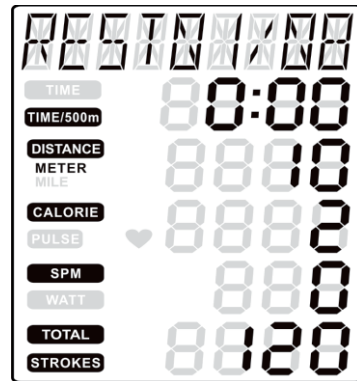 REST01/08
TIME
TIME/500m 0:00
DISTANCE 10
METER
MILE
CALORIE 2
PULSE
SPM 0
WATT
TOTAL 120
STROKES